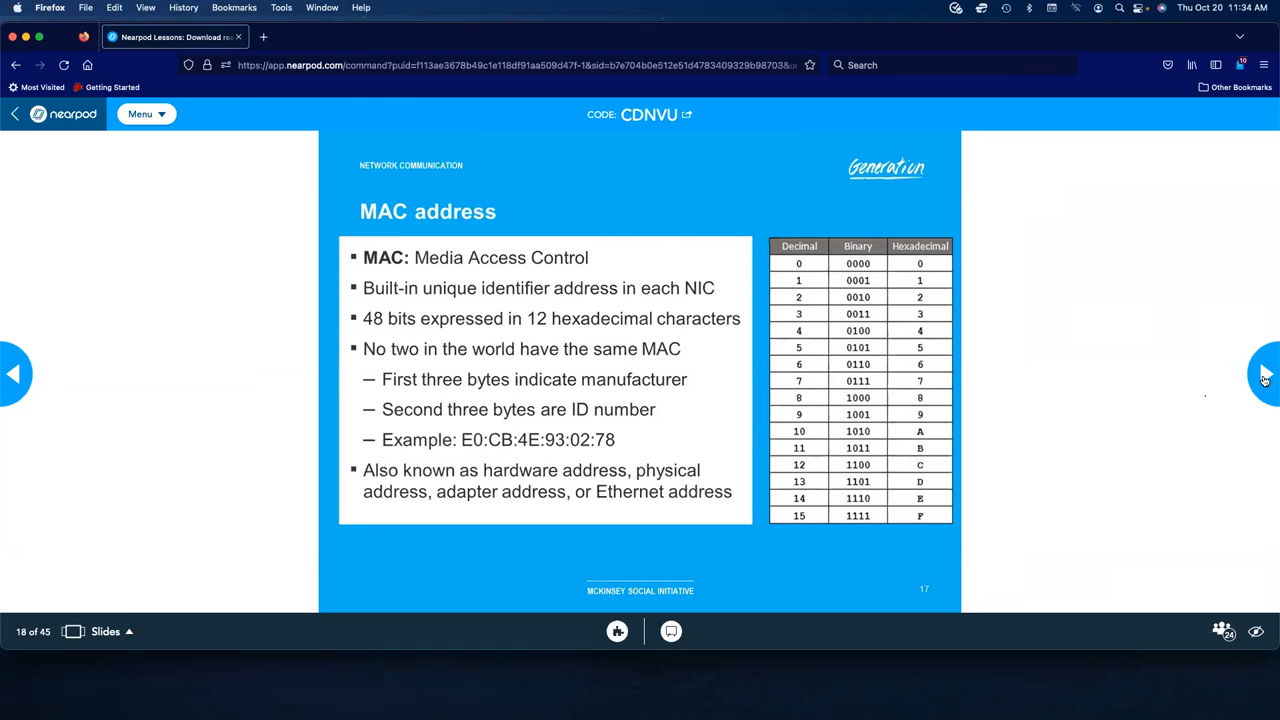 Firefox File Edit View History Bookmarks Tools Window Help Thu Oct 20 11:34 AM
Nearpod Lessons: Download rea
https://app.nearpod.com/command?puid=f113ae3678b49c1e118df91aa509d47f-1&sid=b7e704b0e512e51d4783409329b98703&o Search 10
Most Visited Getting Started Other Bookmarks
nearpod Menu CODE: CDNVU
NETWORK COMMUNICATION Generation
MAC address
▪ MAC: Media Access Control
▪ Built-in unique identifier address in each NIC
▪ 48 bits expressed in 12 hexadecimal characters
▪ No two in the world have the same MAC
– First three bytes indicate manufacturer
– Second three bytes are ID number
– Example: E0:CB:4E:93:02:78
▪ Also known as hardware address, physical
address, adapter address, or Ethernet address
Decimal Binary Hexadecimal
0 0000 0
1 0001 1
2 0010 2
3 0011 3
4 0100 4
5 0101 5
6 0110 6
7 0111 7
8 1000 8
9 1001 9
10 1010 A
11 1011 B
12 1100 C
13 1101 D
14 1110 E
15 1111 F
MCKINSEY SOCIAL INITIATIVE 17
18 of 45 Slides 24